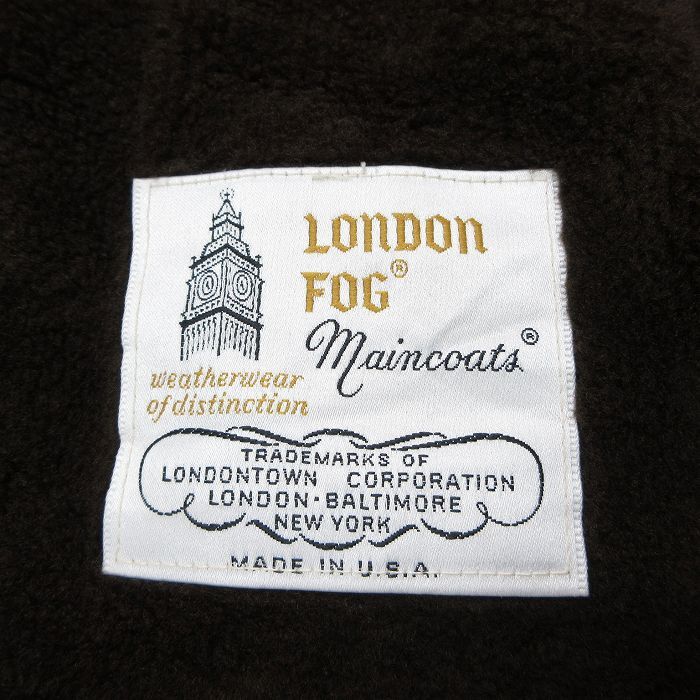 LONDON
FOG®
Maincoats®
weatherwear
of distinction
TRADEMARKS OF
LONDONTOWN CORPORATION
LONDON·BALTIMORE
NEW YORK
MADE IN U.S.A.